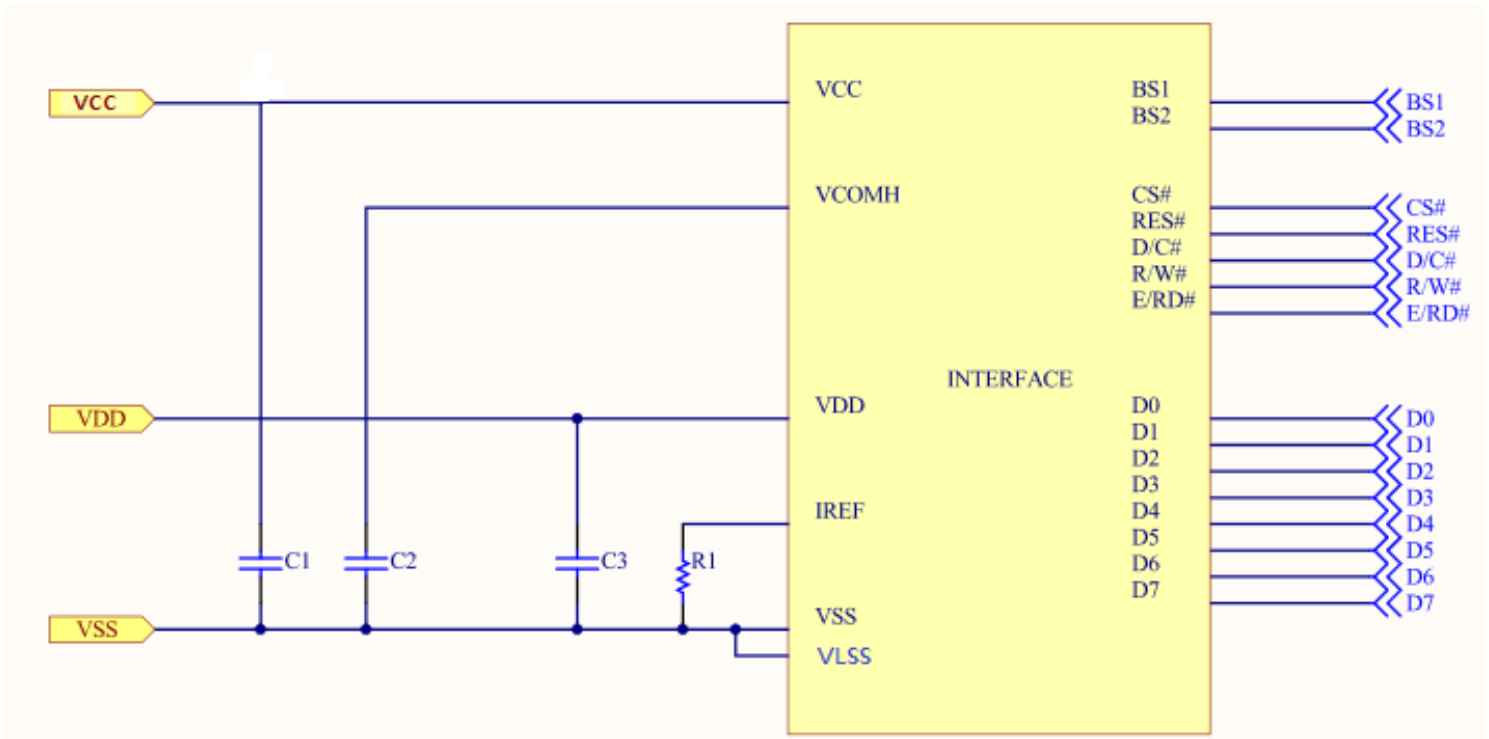 VCC
VDD
VSS
C1
C2
C3
R1
VCC
VCOMH
VDD
IREF
VSS
VLSS
INTERFACE
BS1
BS2
CS#
RES#
D/C#
R/W#
E/RD#
D0
D1
D2
D3
D4
D5
D6
D7
BS1
BS2
CS#
RES#
D/C#
R/W#
E/RD#
D0
D1
D2
D3
D4
D5
D6
D7